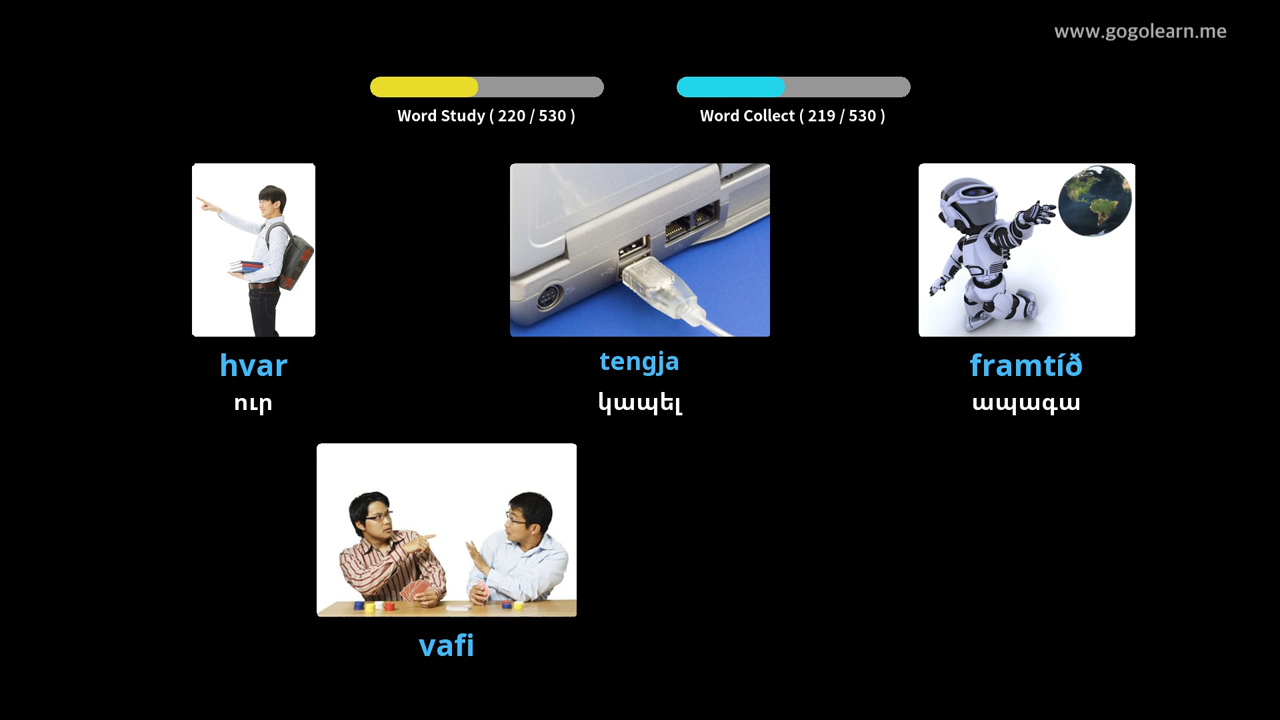 www.gogolearn.me
Word Study ( 220 / 530 )
Word Collect ( 219 / 530 )
hvar
ուր
tengja
կապել
framtíð
ապագա
vafi